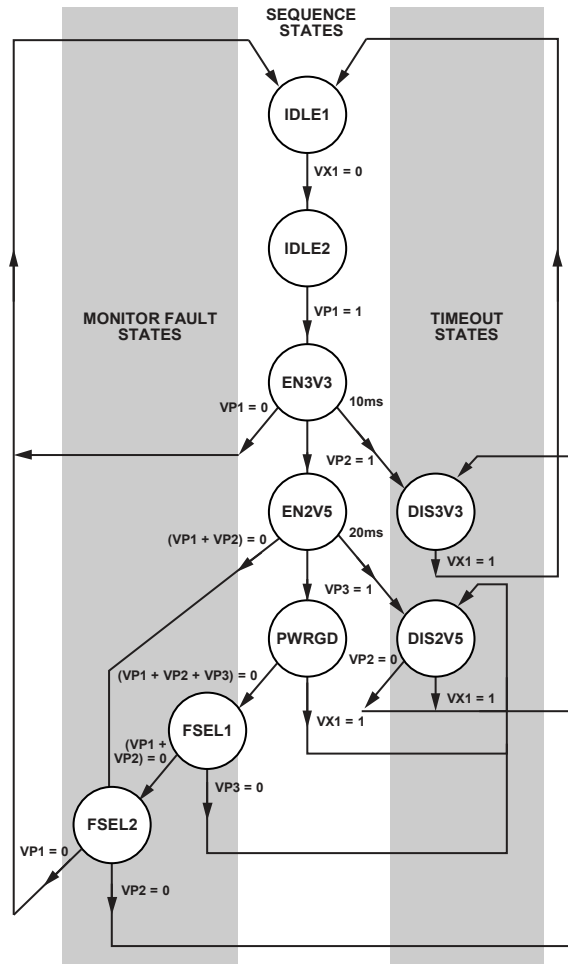 SEQUENCE
STATES
IDLE1
VX1 = 0
IDLE2
MONITOR FAULT
STATES
VP1 = 1
TIMEOUT
STATES
EN3V3
VP1 = 0
10ms
VP2 = 1
EN2V5
DIS3V3
(VP1 + VP2) = 0
20ms
VX1 = 1
VP3 = 1
PWRGD
DIS2V5
VP2 = 0
(VP1 + VP2 + VP3) = 0
VX1 = 1
FSEL1
VX1 = 1
(VP1 +
VP2) = 0
VP3 = 0
FSEL2
VP1 = 0
VP2 = 0